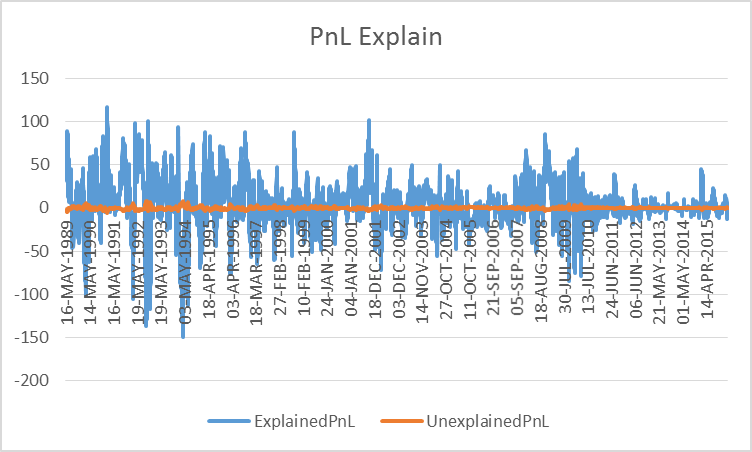 PnL Explain
150
100
50
0
-50
-100
-150
-200
16-MAY-1989
14-MAY-1990
16-MAY-1991
19-MAY-1992
19-MAY-1993
03-MAY-1994
18-APR-1995
03-APR-1996
18-MAR-1997
27-FEB-1998
10-FEB-1999
24-JAN-2000
04-JAN-2001
18-DEC-2001
03-DEC-2002
14-NOV-2003
27-OCT-2004
11-OCT-2005
21-SEP-2006
05-SEP-2007
18-AUG-2008
30-JUL-2009
13-JUL-2010
24-JUN-2011
06-JUN-2012
21-MAY-2013
01-MAY-2014
14-APR-2015
ExplainedPnL
UnexplainedPnL